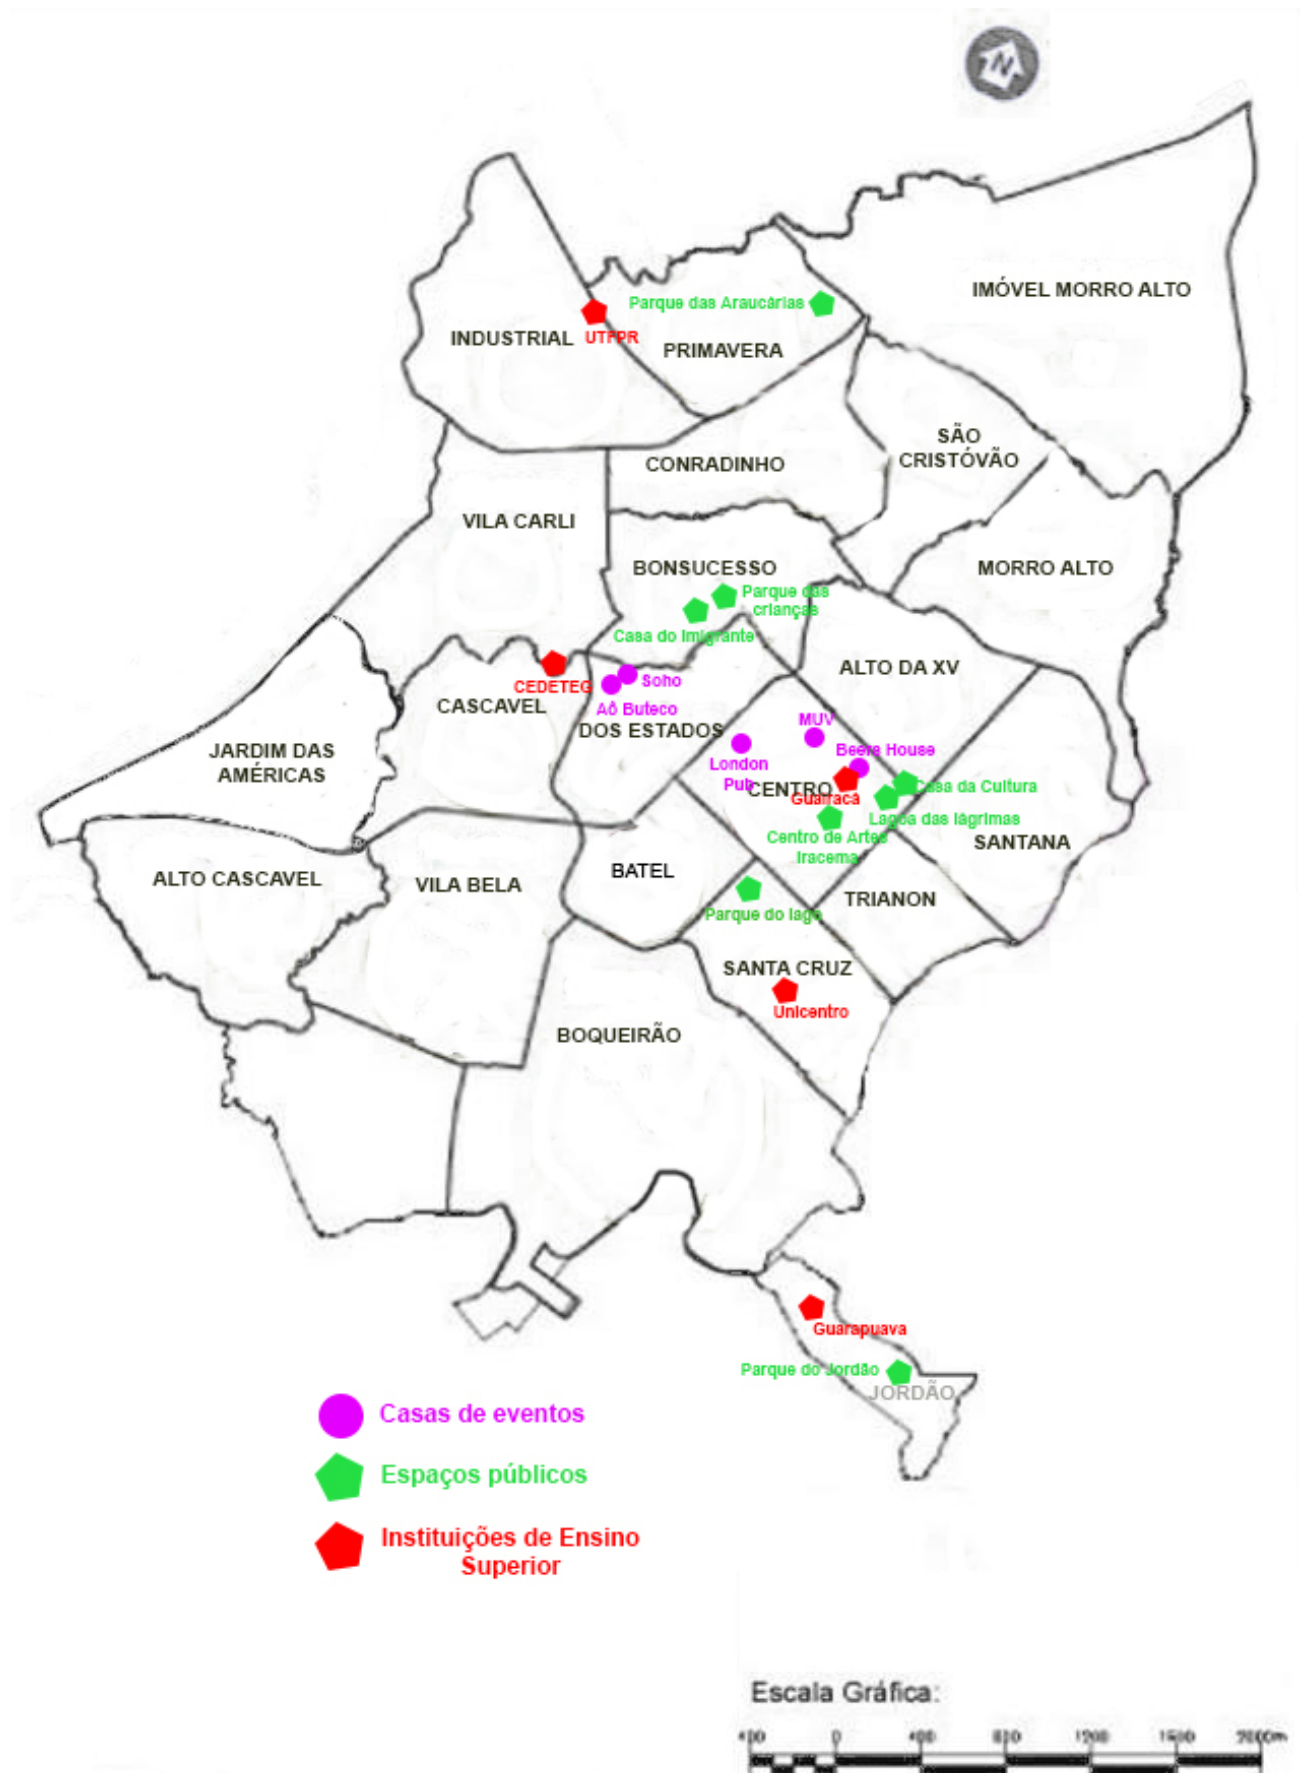 N
IMÓVEL MORRO ALTO
Parque das Araucárias
INDUSTRIAL
UTFPR
PRIMAVERA
SÃO
CRISTÓVÃO
CONRADINHO
VILA CARLI
BONSUCESSO
MORRO ALTO
Parque das
crianças
Casa do Imigrante
ALTO DA XV
CEDETEG
Soho
CASCAVEL
Aô Buteco
DOS ESTADOS
MUV
JARDIM DAS
AMÉRICAS
Beera House
London
Pub
CENTRO
Casa da Cultura
Guairacá
Lagoa das lágrimas
Centro de Artes
Iracema
SANTANA
BATEL
ALTO CASCAVEL
VILA BELA
TRIANON
Parque do lago
SANTA CRUZ
Unicentro
BOQUEIRÃO
Guarapuava
Parque do Jordão
JORDÃO
Casas de eventos
Espaços públicos
Instituições de Ensino
Superior
Escala Gráfica:
400 0 400 800 1200 1600 2000m